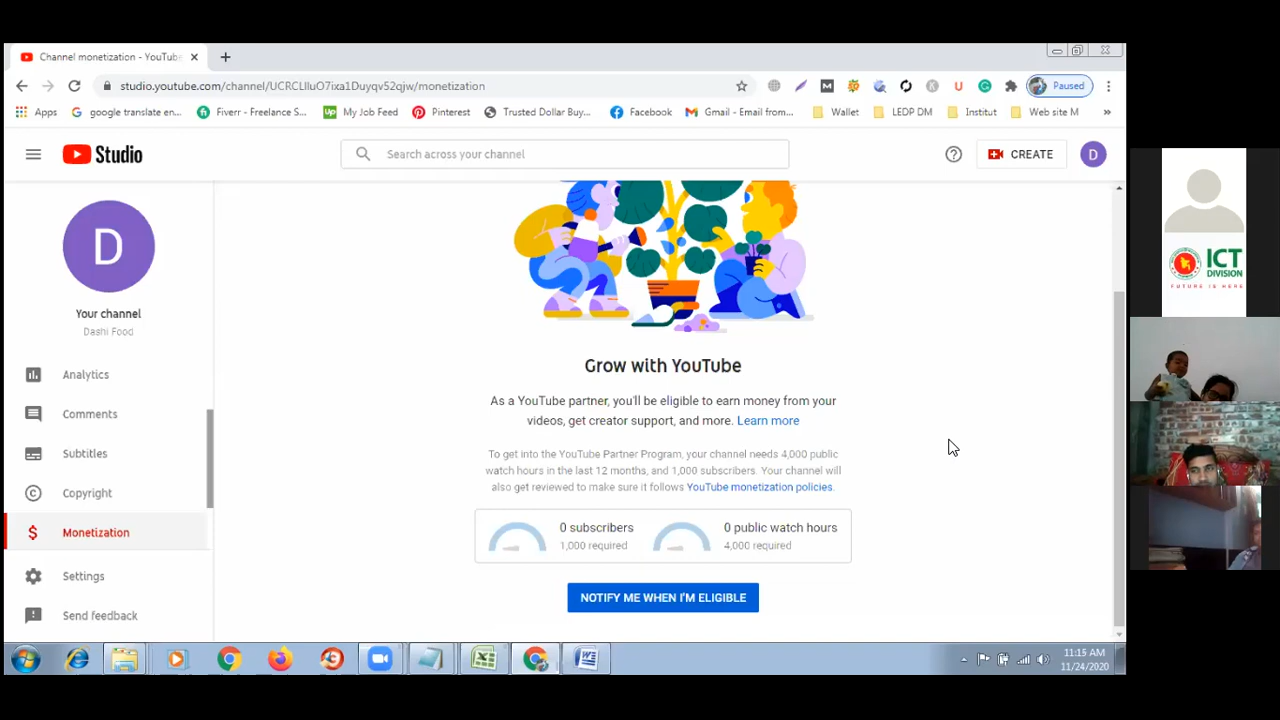 Channel monetization - YouTube
studio.youtube.com/channel/UCRCLlluO7ixa1Duyqv52qjw/monetization
Paused
Apps
google translate en...
Fiverr - Freelance S...
My Job Feed
Pinterest
Trusted Dollar Buy...
Facebook
Gmail - Email from...
Wallet
LEDP DM
Institut
Web site M
Studio
Search across your channel
CREATE
D
D
Your channel
Dashi Food
Analytics
Comments
Subtitles
Copyright
Monetization
Settings
Send feedback
Grow with YouTube
As a YouTube partner, you'll be eligible to earn money from your
videos, get creator support, and more. Learn more
To get into the YouTube Partner Program, your channel needs 4,000 public
watch hours in the last 12 months, and 1,000 subscribers. Your channel will
also get reviewed to make sure it follows YouTube monetization policies.
0 subscribers
1,000 required
0 public watch hours
4,000 required
NOTIFY ME WHEN I'M ELIGIBLE
11:15 AM
11/24/2020
ICT
DIVISION
FUTURE IS HERE